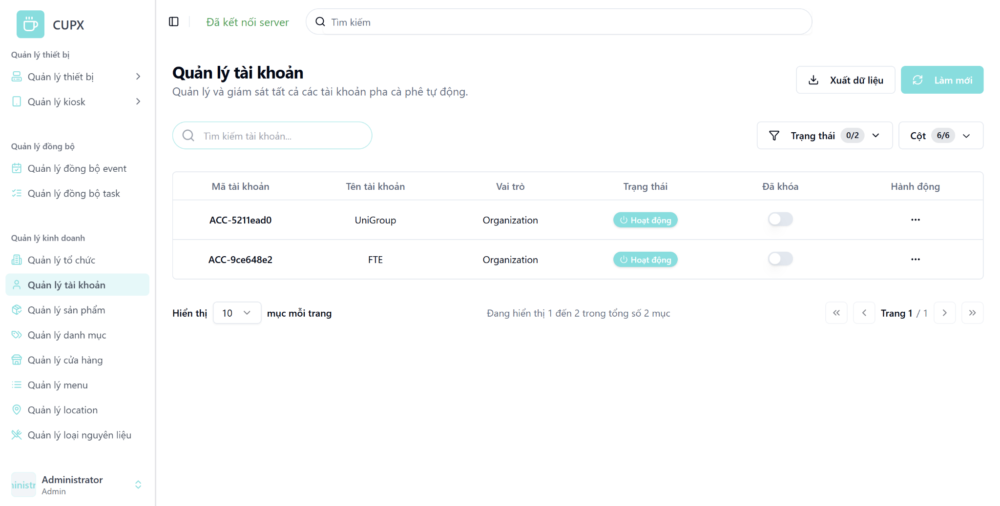 CUPX
Quản lý thiết bị
Quản lý thiết bị
Quản lý kiosk
Quản lý đồng bộ
Quản lý đồng bộ event
Quản lý đồng bộ task
Quản lý kinh doanh
Quản lý tổ chức
Quản lý tài khoản
Quản lý sản phẩm
Quản lý danh mục
Quản lý cửa hàng
Quản lý menu
Quản lý location
Quản lý loại nguyên liệu
Administrator
Admin
Đã kết nối server
Tìm kiếm
Quản lý tài khoản
Quản lý và giám sát tất cả các tài khoản pha cà phê tự động.
Xuất dữ liệu
Làm mới
Tìm kiếm tài khoản...
Trạng thái 0/2
Cột 6/6
Mã tài khoản Tên tài khoản Vai trò Trạng thái Đã khóa Hành động
ACC-5211ead0 UniGroup Organization Hoạt động
ACC-9ce648e2 FTE Organization Hoạt động
Hiển thị 10 mục mỗi trang
Đang hiển thị 1 đến 2 trong tổng số 2 mục
Trang 1 / 1